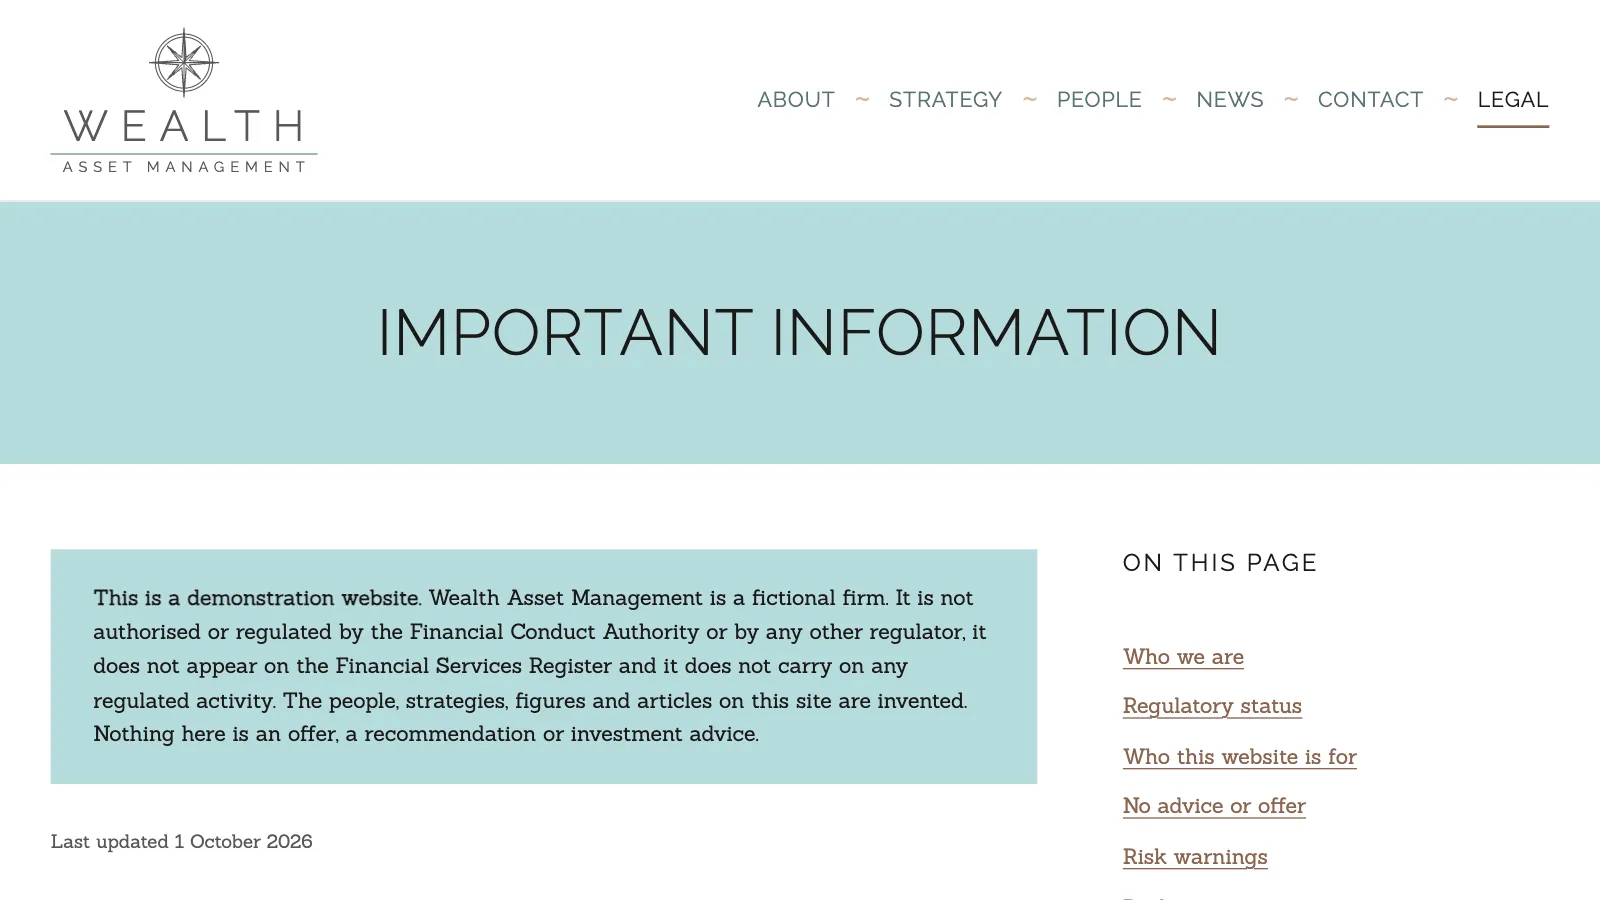 WEALTH
ASSET MANAGEMENT
ABOUT ~ STRATEGY ~ PEOPLE ~ NEWS ~ CONTACT ~ LEGAL
IMPORTANT INFORMATION
This is a demonstration website. Wealth Asset Management is a fictional firm. It is not
authorised or regulated by the Financial Conduct Authority or by any other regulator, it
does not appear on the Financial Services Register and it does not carry on any
regulated activity. The people, strategies, figures and articles on this site are invented.
Nothing here is an offer, a recommendation or investment advice.
Last updated 1 October 2026
ON THIS PAGE
Who we are
Regulatory status
Who this website is for
No advice or offer
Risk warnings